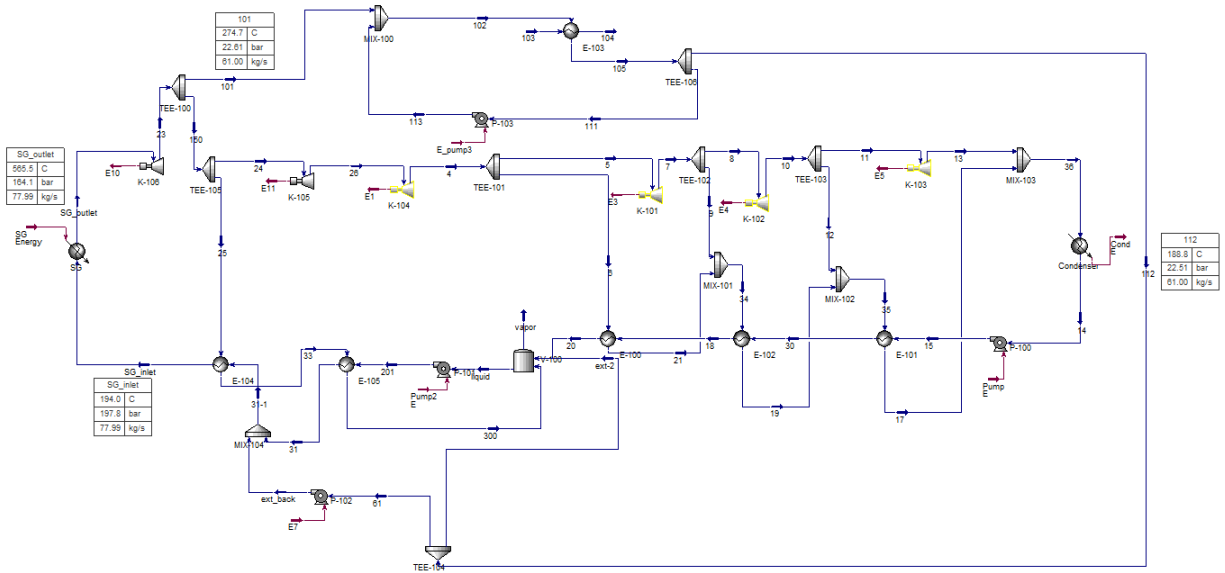 101
274.7 C
22.61 bar
61.00 kg/s
MIX-100
102
103
104
E-103
105
TEE-106
101
TEE-100
23
150
113
P-103
111
E_pump3
SG_outlet
565.5 C
164.1 bar
77.99 kg/s
E10
K-106
TEE-105
24
E11
K-105
26
E1
K-104
4
TEE-101
5
E3
K-101
7
TEE-102
8
E4
K-102
10
TEE-103
11
E5
K-103
13
MIX-103
36
SG_outlet
SG
Energy
SG
25
6
9
12
MIX-101
34
MIX-102
35
Condenser
Cond
E
112
112
188.8 C
22.51 bar
61.00 kg/s
14
vapor
SG_inlet
E-104
33
E-105
201
P-101
liquid
V-100
20
E-100
ext-2
21
18
E-102
30
E-101
15
P-100
Pump
E
SG_inlet
194.0 C
197.8 bar
77.99 kg/s
31-1
MIX-104
31
Pump2
E
300
19
17
ext_back
P-102
61
E7
TEE-104